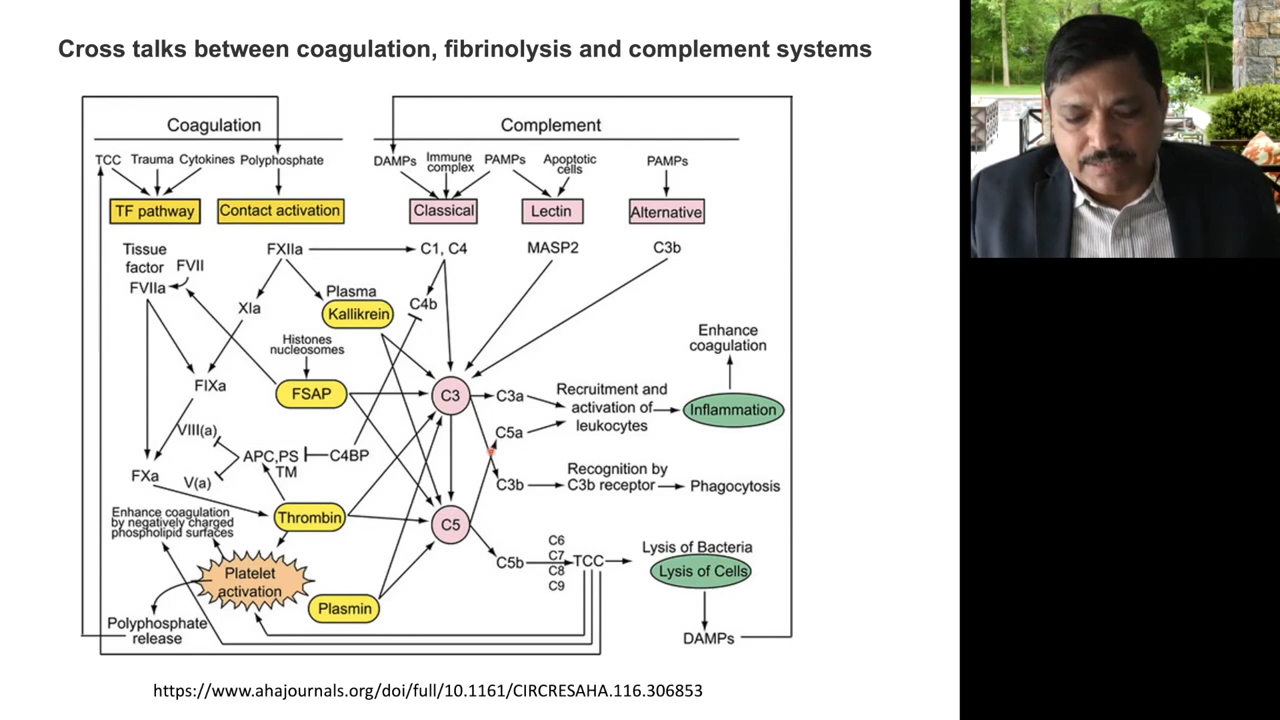 Cross talks between coagulation, fibrinolysis and complement systems
Coagulation
Complement
TCC
Trauma
Cytokines
Polyphosphate
DAMPs
Immune
complex
PAMPs
Apoptotic
cells
PAMPs
TF pathway
Contact activation
Classical
Lectin
Alternative
Tissue
factor
FVII
FVIIa
FXIIa
C1, C4
MASP2
C3b
XIa
Plasma
Kallikrein
C4b
Histones
nucleosomes
Enhance
coagulation
FIXa
FSAP
C3
C3a
Recruitment and
activation of
leukocytes
Inflammation
VIII(a)
C5a
APC,PS
TM
C4BP
FXa
V(a)
C3b
Recognition by
C3b receptor
Phagocytosis
Enhance coagulation
by negatively charged
phospholipid surfaces
Thrombin
C5
C5b
C6
C7
C8
C9
TCC
Lysis of Bacteria
Lysis of Cells
Platelet
activation
Plasmin
Polyphosphate
release
DAMPs
https://www.ahajournals.org/doi/full/10.1161/CIRCRESAHA.116.306853